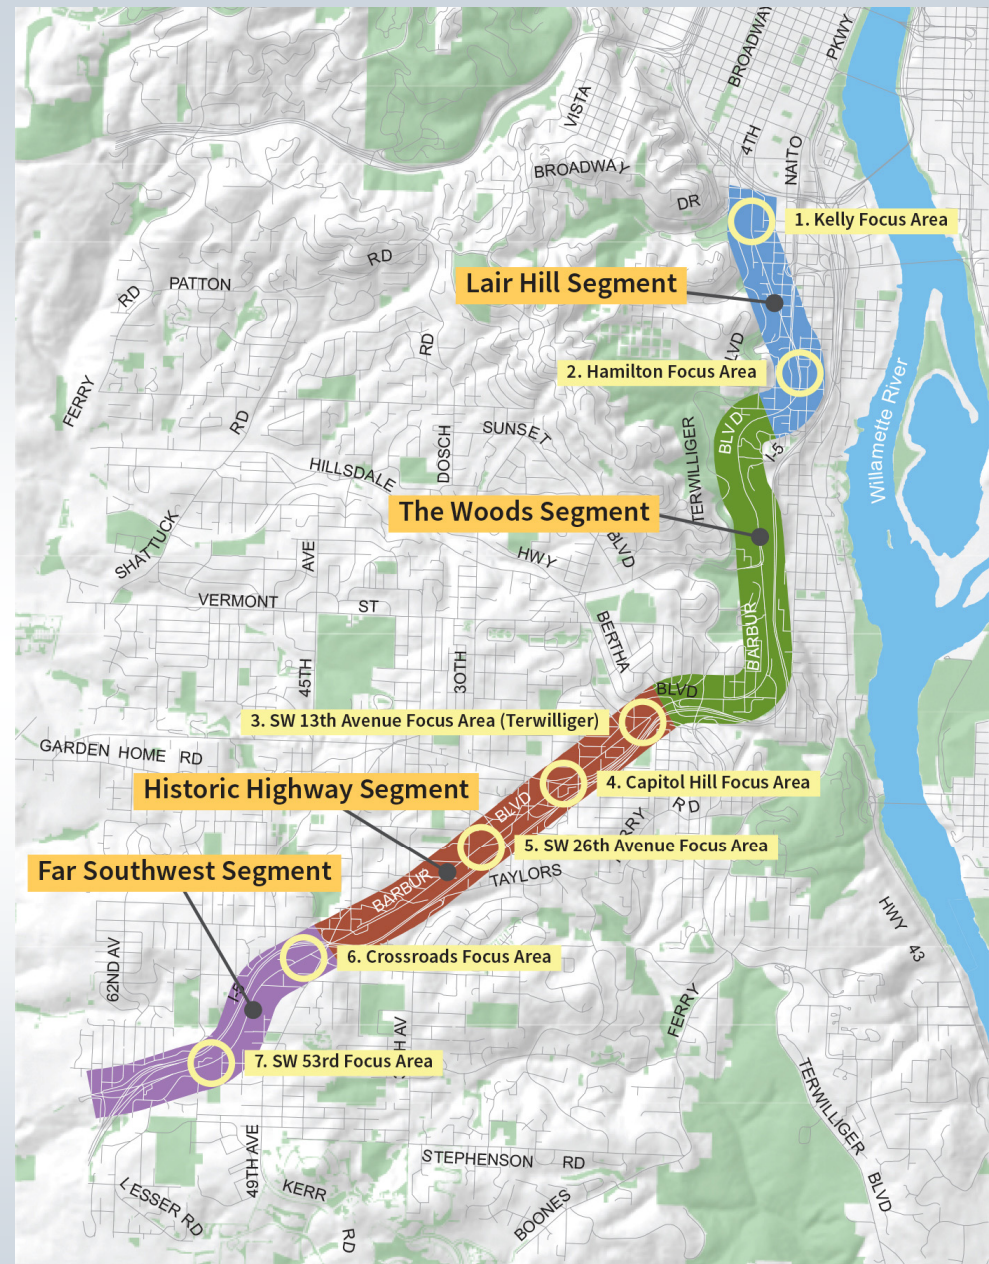 BROADWAY
PKWY
VISTA
4TH
NAITO
BROADWAY
DR
1. Kelly Focus Area
RD
PATTON
RD
Lair Hill Segment
RD
2. Hamilton Focus Area
FERRY
RD
DOSCH
SUNSET
TERWILLIGER
BLVD
I-5
Willamette River
HILLSDALE
The Woods Segment
SHATTUCK
AVE
HWY
BLVD
VERMONT
ST
BERTHA
BARBUR
45TH
30TH
BLVD
3. SW 13th Avenue Focus Area (Terwilliger)
GARDEN HOME RD
4. Capitol Hill Focus Area
Historic Highway Segment
BLVD
RD
5. SW 26th Avenue Focus Area
Far Southwest Segment
BARBUR
TAYLORS
HWY 43
62ND AV
6. Crossroads Focus Area
I-5
FERRY
AV
7. SW 53rd Focus Area
TERWILLIGER
BLVD
49TH AVE
STEPHENSON RD
LESSER RD
KERR
RD
BOONES